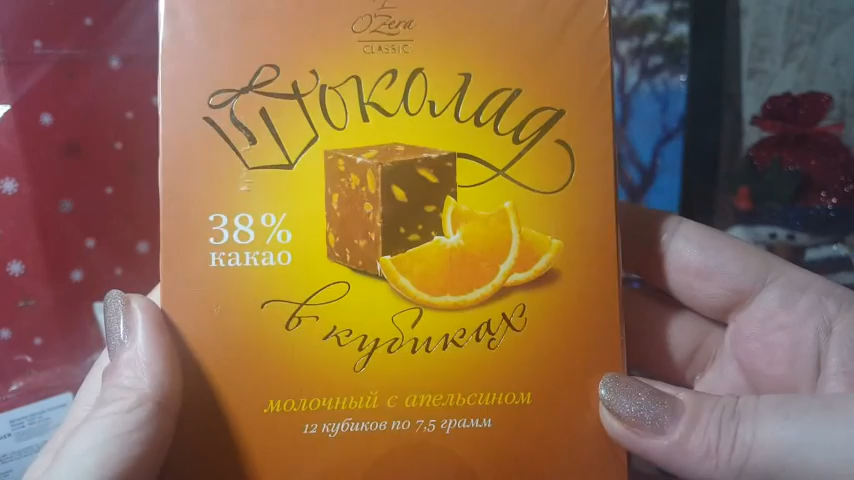 O'Zera
CLASSIC
Шоколад
38%
какао
в кубиках
молочный с апельсином
12 кубиков по 7,5 грамм